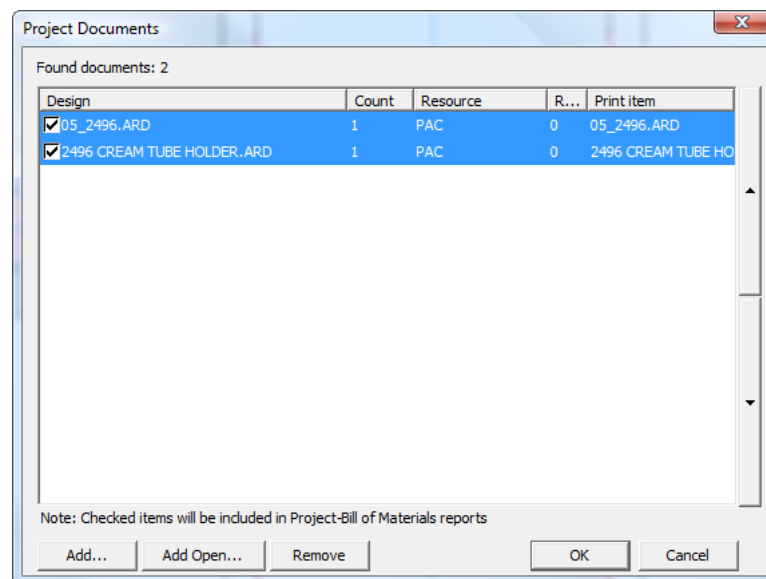 Project Documents
Found documents: 2
Design Count Resource R... Print item
05_2496.ARD 1 PAC 0 05_2496.ARD
2496 CREAM TUBE HOLDER.ARD 1 PAC 0 2496 CREAM TUBE HO
Note: Checked items will be included in Project-Bill of Materials reports
Add... Add Open... Remove OK Cancel